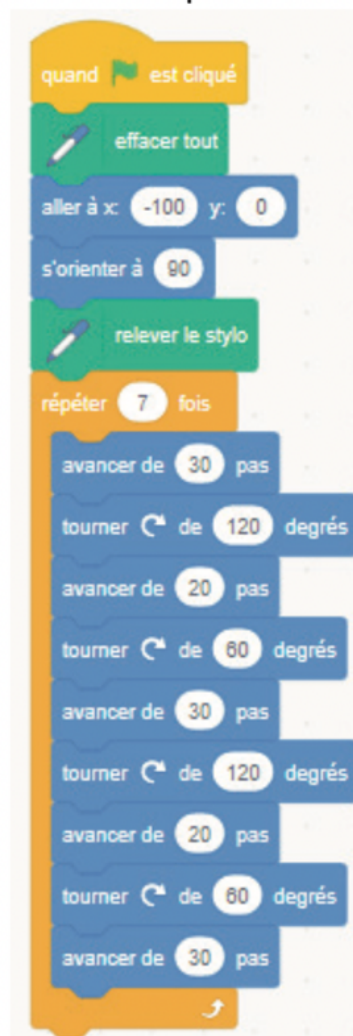 quand est cliqué
effacer tout
aller à x: -100 y: 0
s'orienter à 90
relever le stylo
répéter 7 fois
avancer de 30 pas
tourner de 120 degrés
avancer de 20 pas
tourner de 60 degrés
avancer de 30 pas
tourner de 120 degrés
avancer de 20 pas
tourner de 60 degrés
avancer de 30 pas